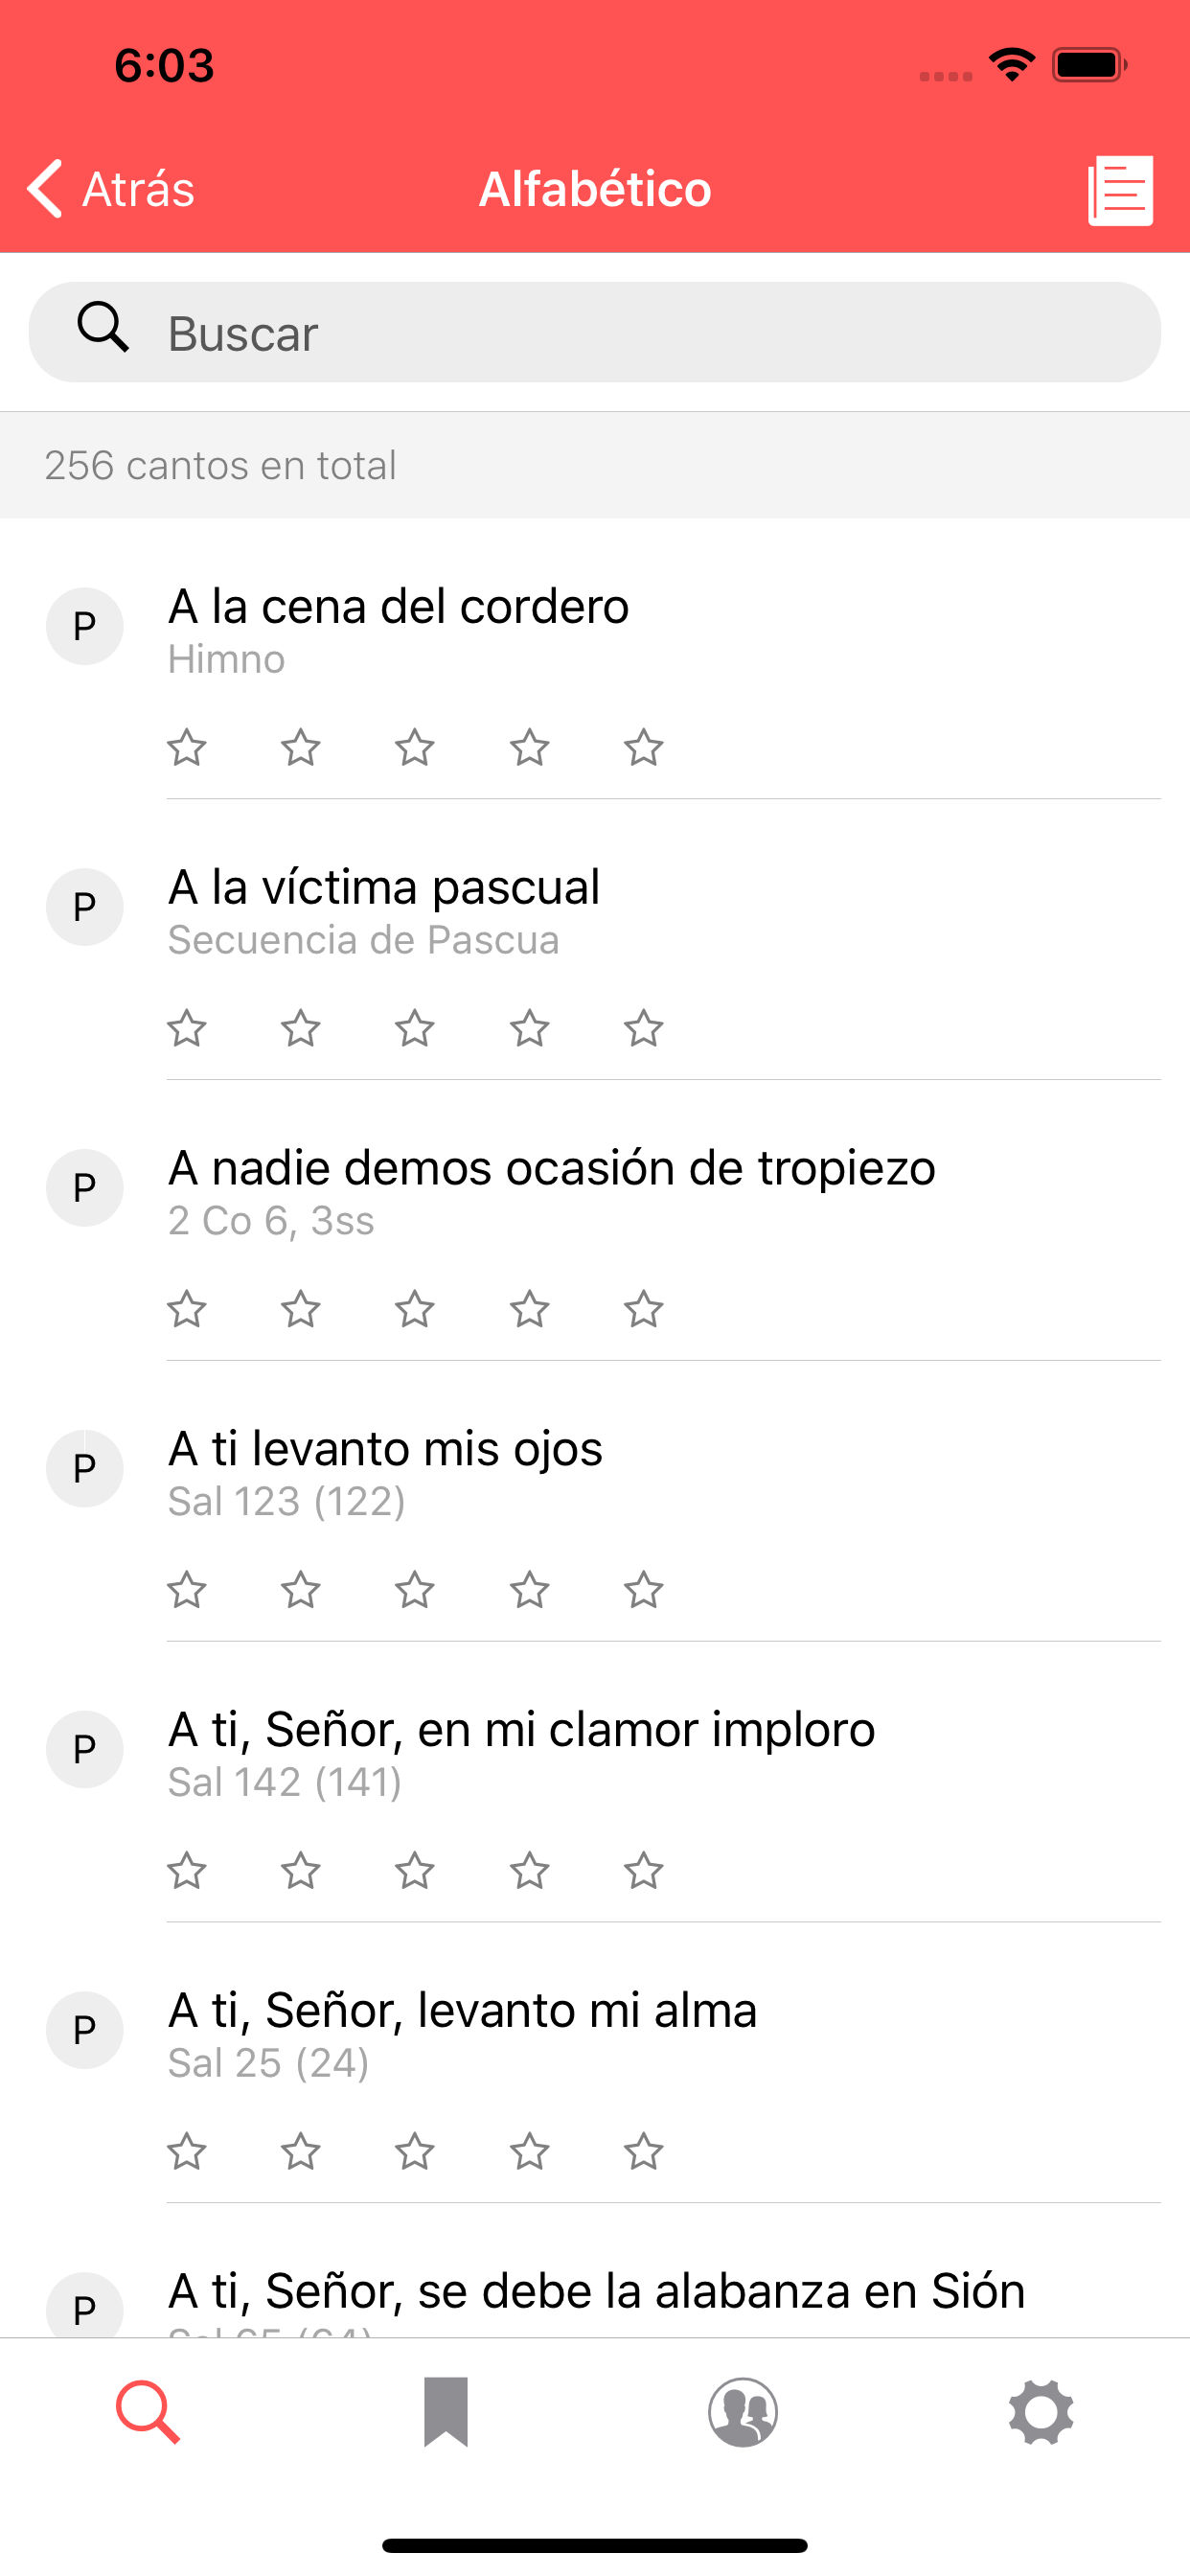 6:03
Atrás
Alfabético
Buscar
256 cantos en total
P
A la cena del cordero
Himno
P
A la víctima pascual
Secuencia de Pascua
P
A nadie demos ocasión de tropiezo
2 Co 6, 3ss
P
A ti levanto mis ojos
Sal 123 (122)
P
A ti, Señor, en mi clamor imploro
Sal 142 (141)
P
A ti, Señor, levanto mi alma
Sal 25 (24)
P
A ti, Señor, se debe la alabanza en Sión